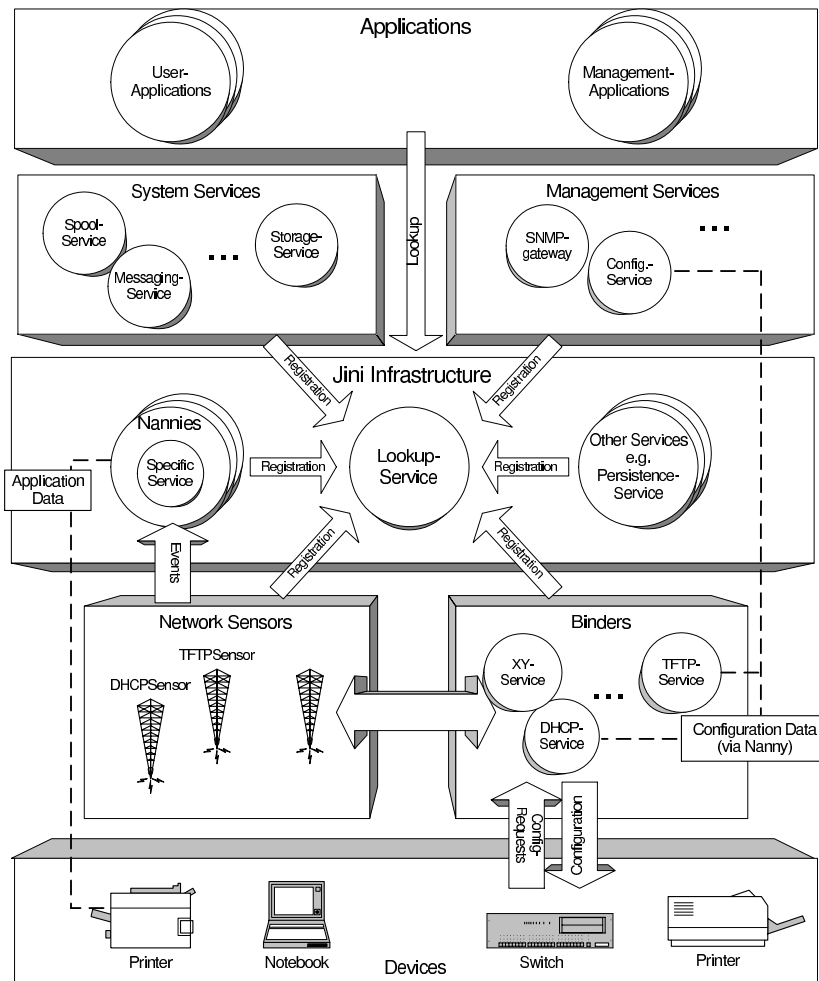 Applications
User-
Applications
Management-
Applications
System Services
Spool-
Service
Messaging-
Service
...
Storage-
Service
Lookup
Management Services
SNMP-
gateway
Config.-
Service
...
Registration
Registration
Jini Infrastructure
Nannies
Specific
Service
Registration
Lookup-
Service
Registration
Other Services
e.g.
Persistence-
Service
Application
Data
Events
Registration
Registration
Network Sensors
TFTPSensor
DHCPSensor
Binders
XY-
Service
...
TFTP-
Service
DHCP-
Service
Configuration Data
(via Nanny)
Config-
Requests
Configuration
Printer
Notebook
Switch
Printer
Devices